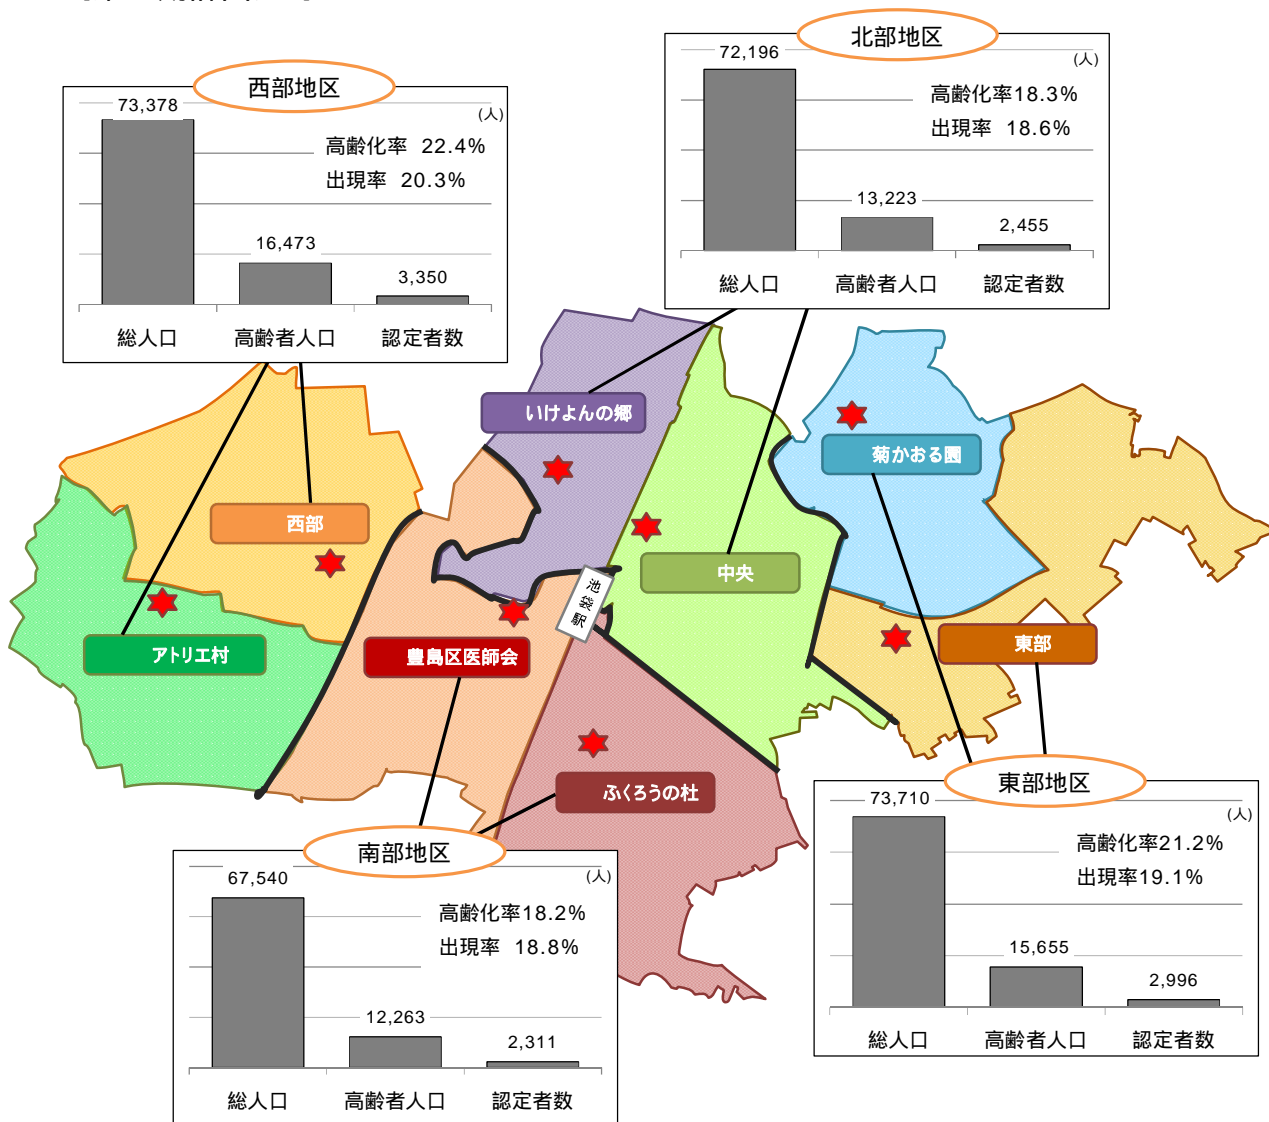 西部地区
73,378
(人)
高齢化率 22.4%
出現率 20.3%
16,473
3,350
総人口 高齢者人口 認定者数
北部地区
72,196
(人)
高齢化率18.3%
出現率 18.6%
13,223
2,455
総人口 高齢者人口 認定者数
いけよんの郷
菊かおる園
西部
中央
池袋駅
アトリエ村
豊島区医師会
東部
ふくろうの杜
南部地区
67,540
(人)
高齢化率18.2%
出現率 18.8%
12,263
2,311
総人口 高齢者人口 認定者数
東部地区
73,710
(人)
高齢化率21.2%
出現率19.1%
15,655
2,996
総人口 高齢者人口 認定者数